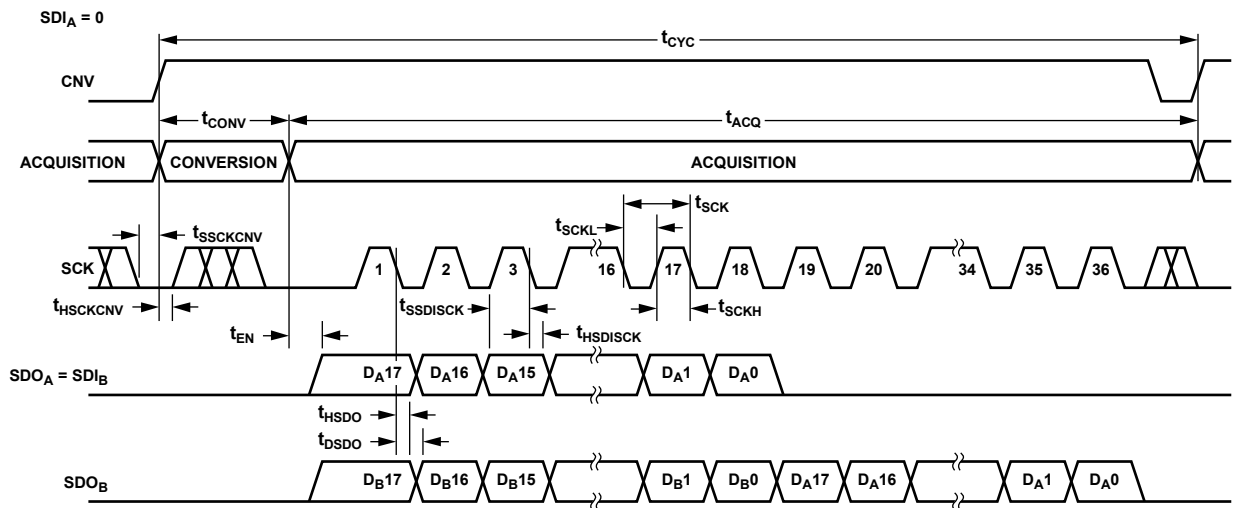 SDIA = 0
tCYC
CNV
tCONV
tACQ
ACQUISITION CONVERSION ACQUISITION
tSCK
tSSCKCNV
tSCKL
SCK 1 2 3 16 17 18 19 20 34 35 36
tHSCKCNV
tSSDISCK
tSCKH
tEN
tHSDISCK
SDOA = SDIB DA17 DA16 DA15 DA1 DA0
tHSDO
tDSDO
SDOB DB17 DB16 DB15 DB1 DB0 DA17 DA16 DA1 DA0